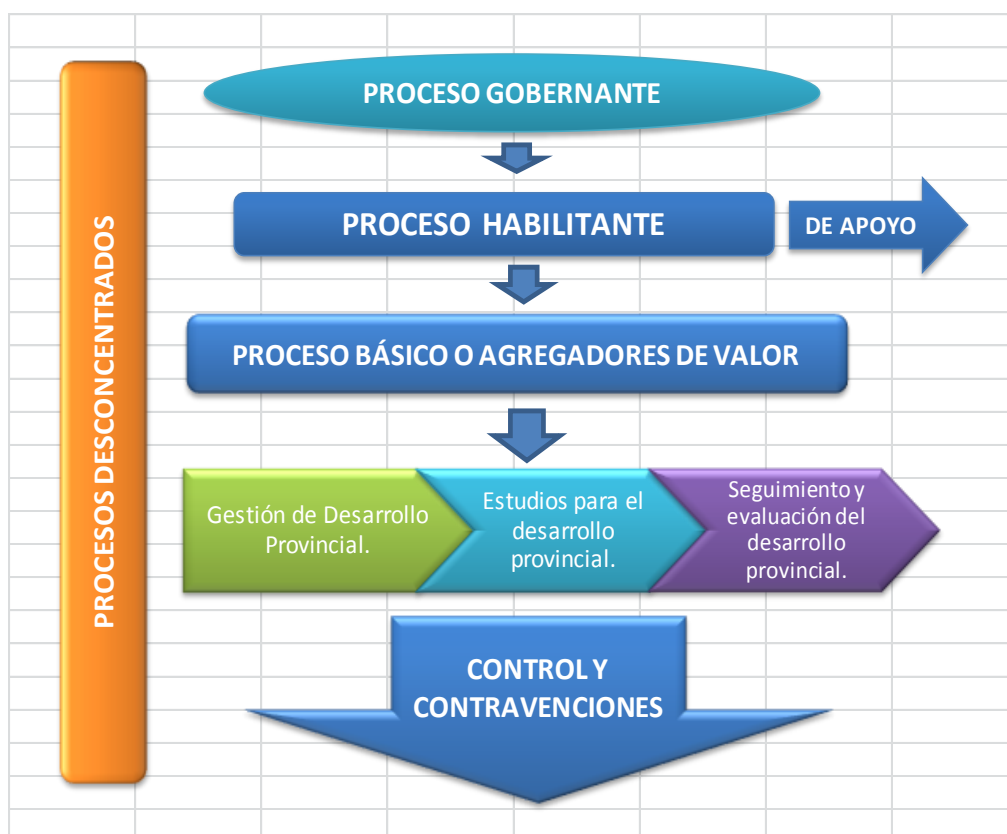 PROCESOS DESCONCENTRADOS
PROCESO GOBERNANTE
PROCESO HABILITANTE
DE APOYO
PROCESO BÁSICO O AGREGADORES DE VALOR
Gestión de Desarrollo
Provincial.
Estudios para el
desarrollo
provincial.
Seguimiento y
evaluación del
desarrollo
provincial.
CONTROL Y
CONTRAVENCIONES